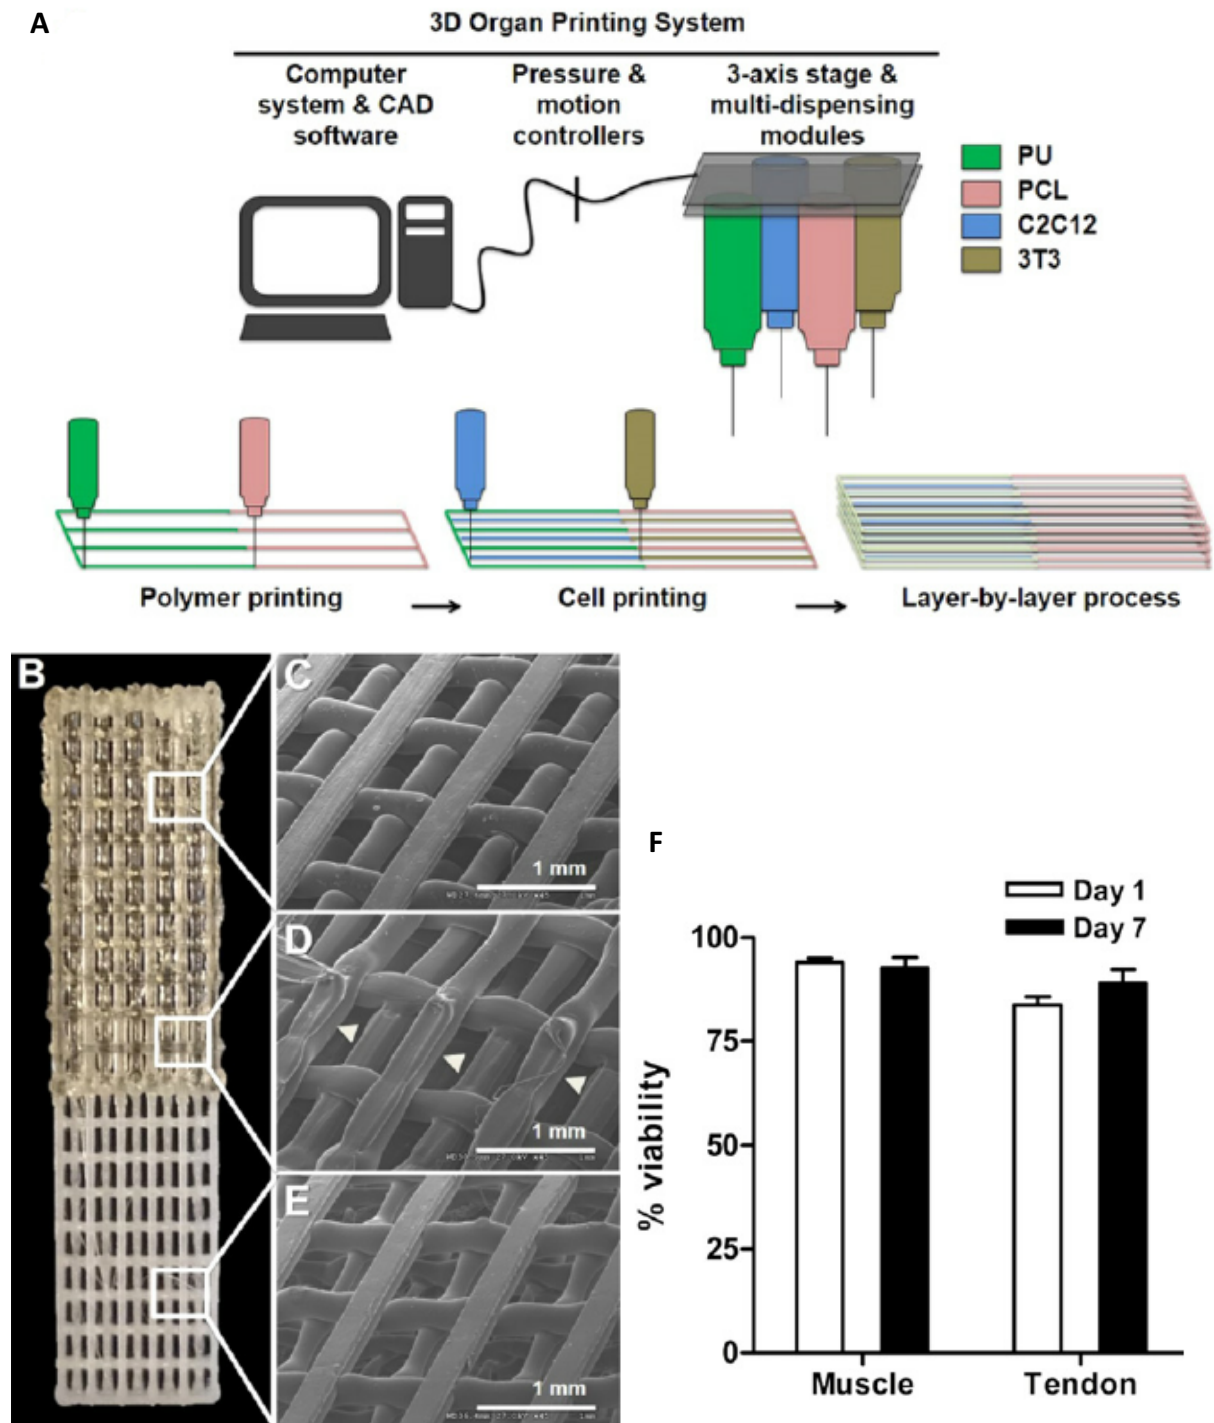 A
3D Organ Printing System
Computer
system & CAD
software
Pressure &
motion
controllers
3-axis stage &
multi-dispensing
modules
PU
PCL
C2C12
3T3
Polymer printing
Cell printing
Layer-by-layer process
B
C
1 mm
D
1 mm
E
1 mm
F
Day 1
Day 7
% viability
100
75
50
25
0
Muscle
Tendon